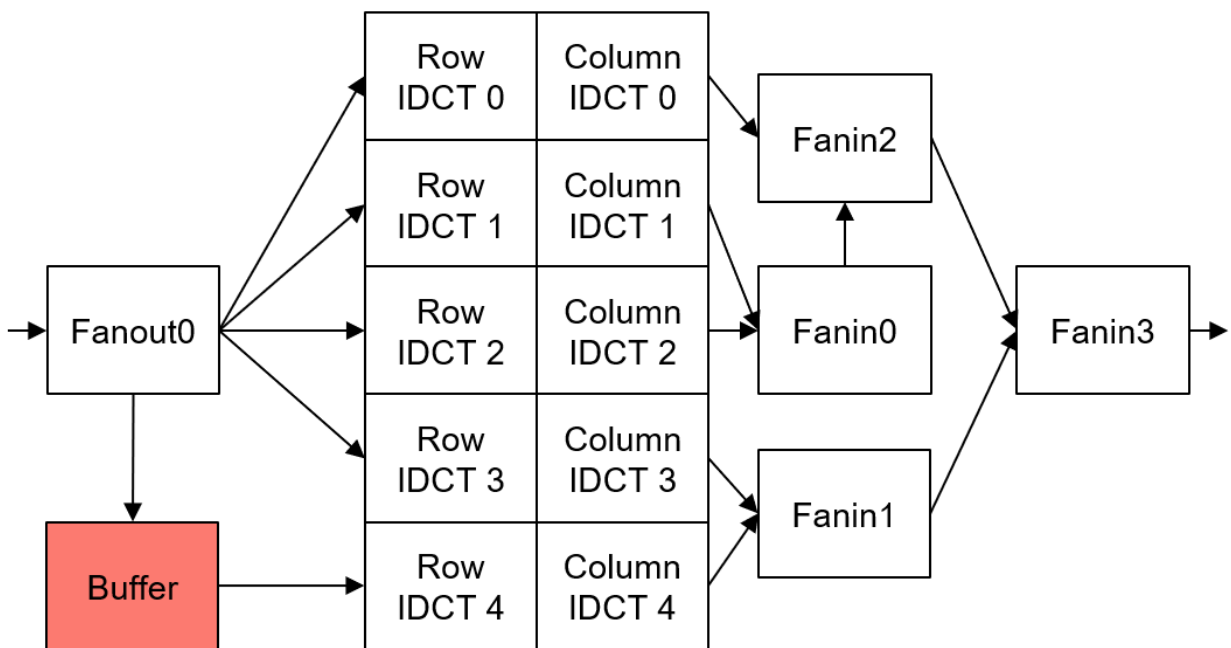 Row
IDCT 0
Column
IDCT 0
Fanin2
Row
IDCT 1
Column
IDCT 1
Fanout0
Row
IDCT 2
Column
IDCT 2
Fanin0
Fanin3
Row
IDCT 3
Column
IDCT 3
Fanin1
Buffer
Row
IDCT 4
Column
IDCT 4